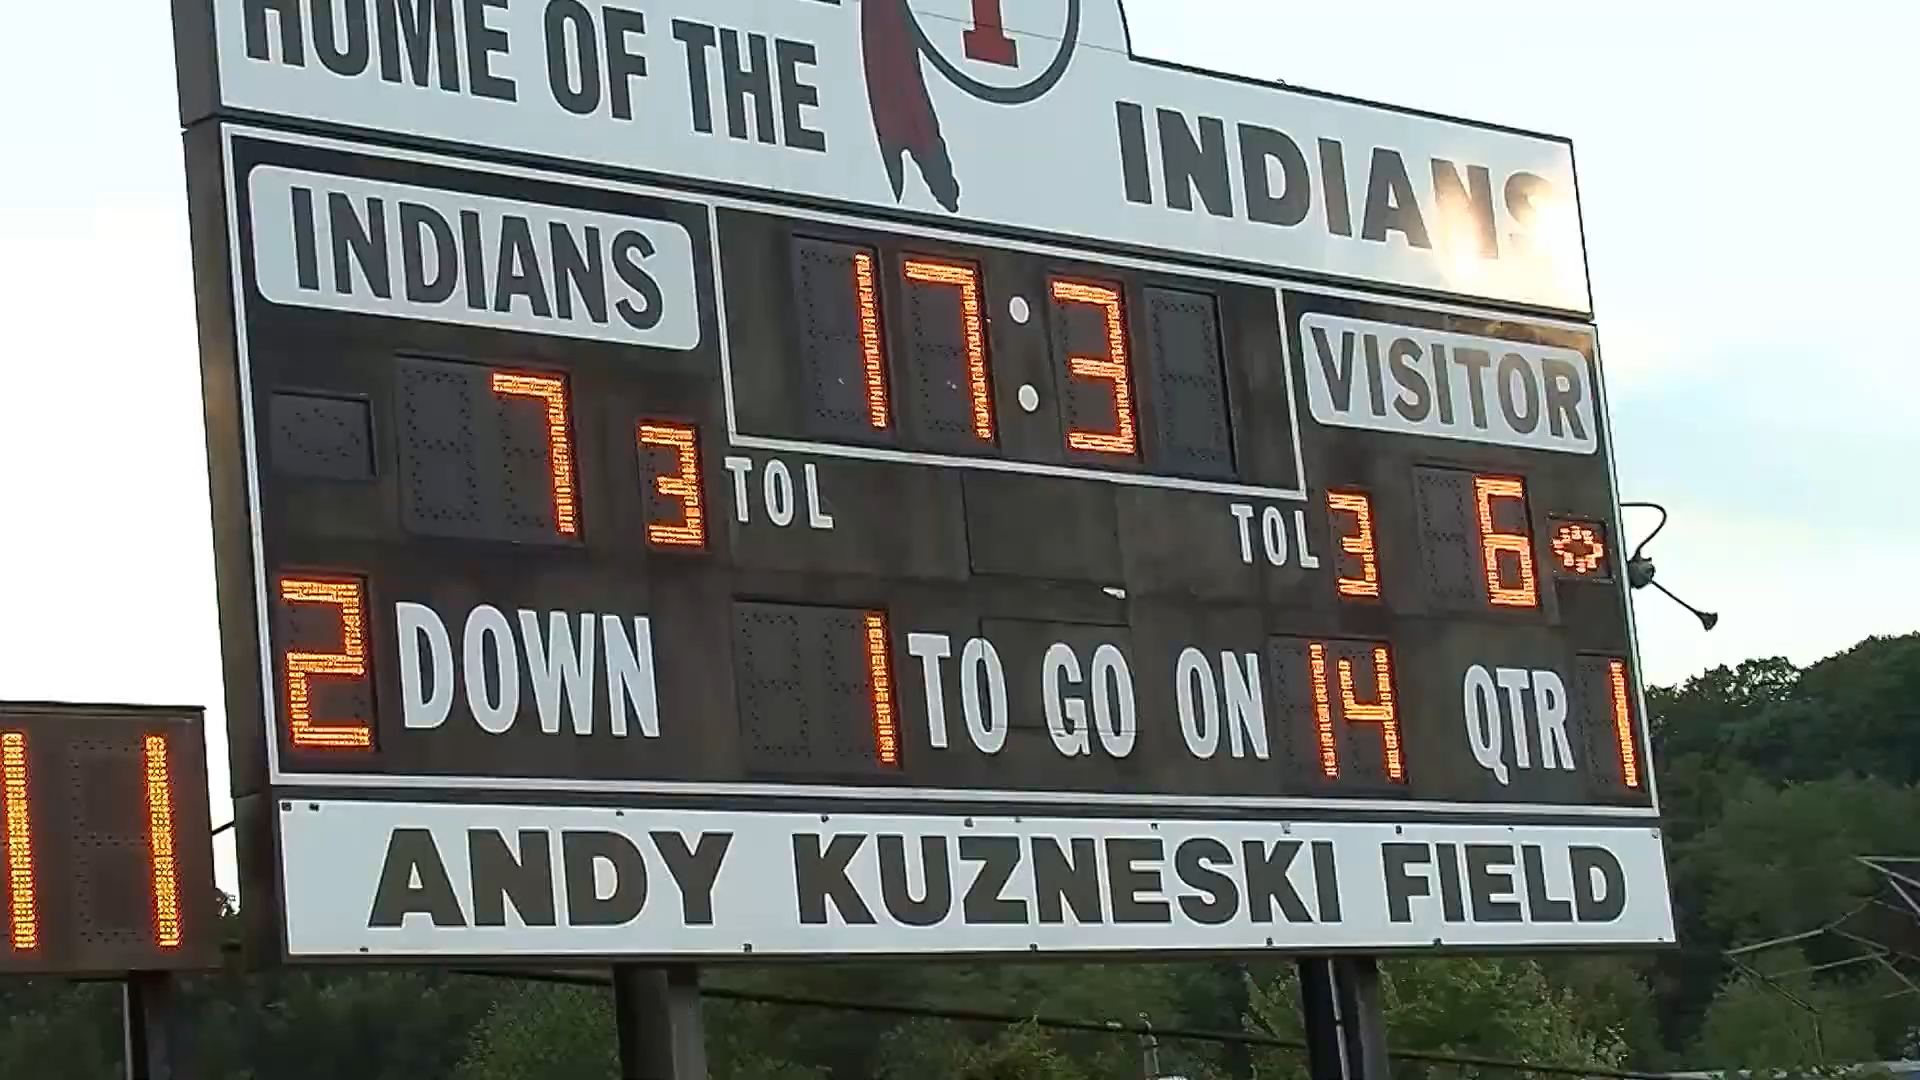 HOME OF THE
INDIANS
INDIANS
17:3
VISITOR
7 3 TOL
TOL 3 6
2 DOWN 1 TO GO ON 14 QTR 1
11
ANDY KUZNESKI FIELD